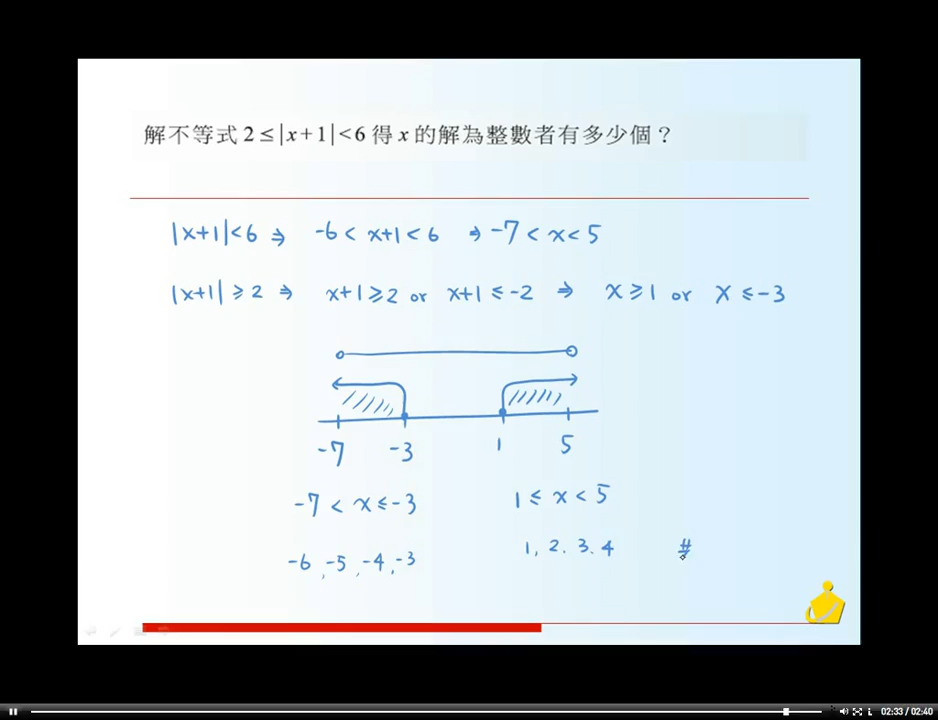 解不等式 2 ≤ |x+1| < 6 得 x 的解為整數者有多少個？
|x+1|<6 ⇒ -6 < x+1 < 6 ⇒ -7 < x < 5
|x+1| ≥ 2 ⇒ x+1 ≥ 2 or x+1 ≤ -2 ⇒ x ≥ 1 or x ≤ -3
-7 -3 1 5
-7 < x ≤ -3 1 ≤ x < 5
-6, -5, -4, -3 1, 2. 3. 4 #
02:33 / 02:40